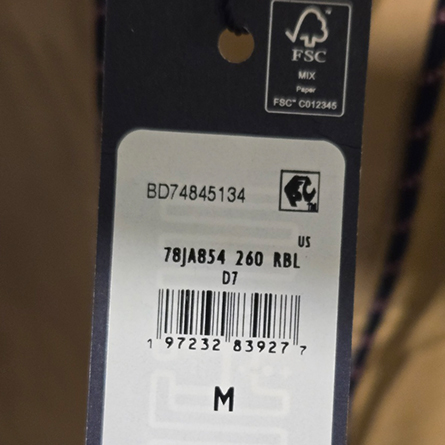 FSC
MIX
Paper
FSC® C012345
BD74845134
US
78JA854 260 RBL
D7
1 97232 83927 7
M